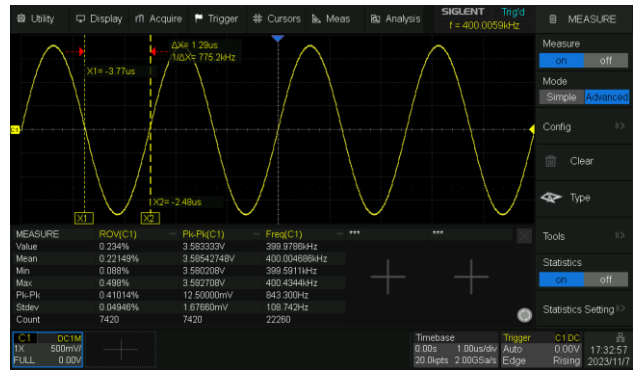 Utility Display Acquire Trigger Cursors Meas Analysis SIGLENT Trig'd MEASURE
f = 400.0059kHz
Measure
on off
Mode
Simple Advanced
Config
Clear
Type
Tools
Statistics
on off
Statistics Setting
ΔX= 1.29us
1/ΔX= 775.2kHz
X1= -3.77us
X2= -2.48us
C1
X1 X2
MEASURE ROV(C1) Pk-Pk(C1) Freq(C1) *** ***
Value 0.234% 3.583333V 399.9786kHz
Mean 0.22149% 3.58542748V 400.004686kHz
Min 0.088% 3.580208V 399.5911kHz
Max 0.498% 3.592708V 400.4344kHz
Pk-Pk 0.41014% 12.50000mV 843.300Hz
Stdev 0.04946% 1.67660mV 108.742Hz
Count 7420 7420 22260
C1 DC1M
1X 500mV/
FULL 0.00V
Timebase
0.00s 1.00us/div
20.0kpts 2.00GSa/s
Trigger C1 DC
Auto 0.00V
Edge Rising
17:32:57
2023/11/7